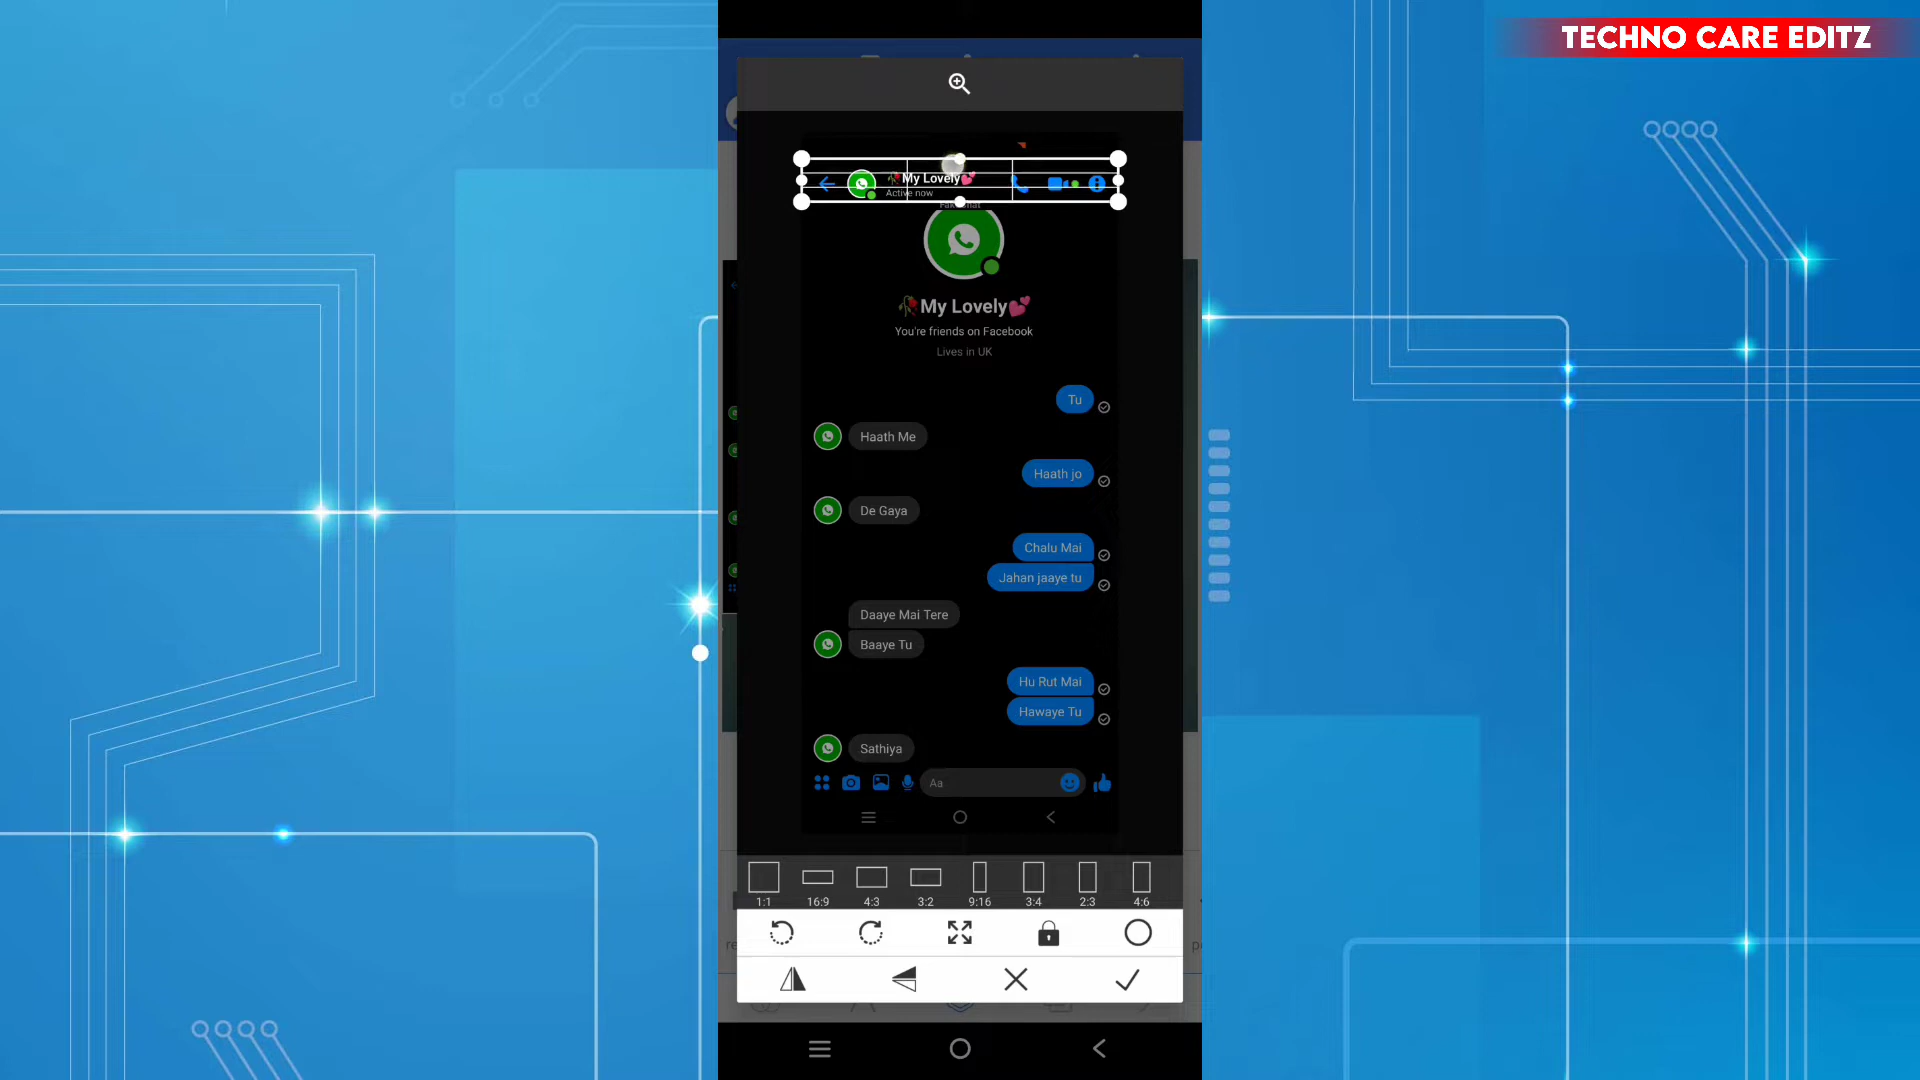 TECHNO CARE EDITZ
🥀My Lovely💕
Active now
🥀My Lovely💕
You're friends on Facebook
Lives in UK
Tu
Haath Me
Haath jo
De Gaya
Chalu Mai
Jahan jaaye tu
Daaye Mai Tere
Baaye Tu
Hu Rut Mai
Hawaye Tu
Sathiya
Aa
1:1 16:9 4:3 3:2 9:16 3:4 2:3 4:6